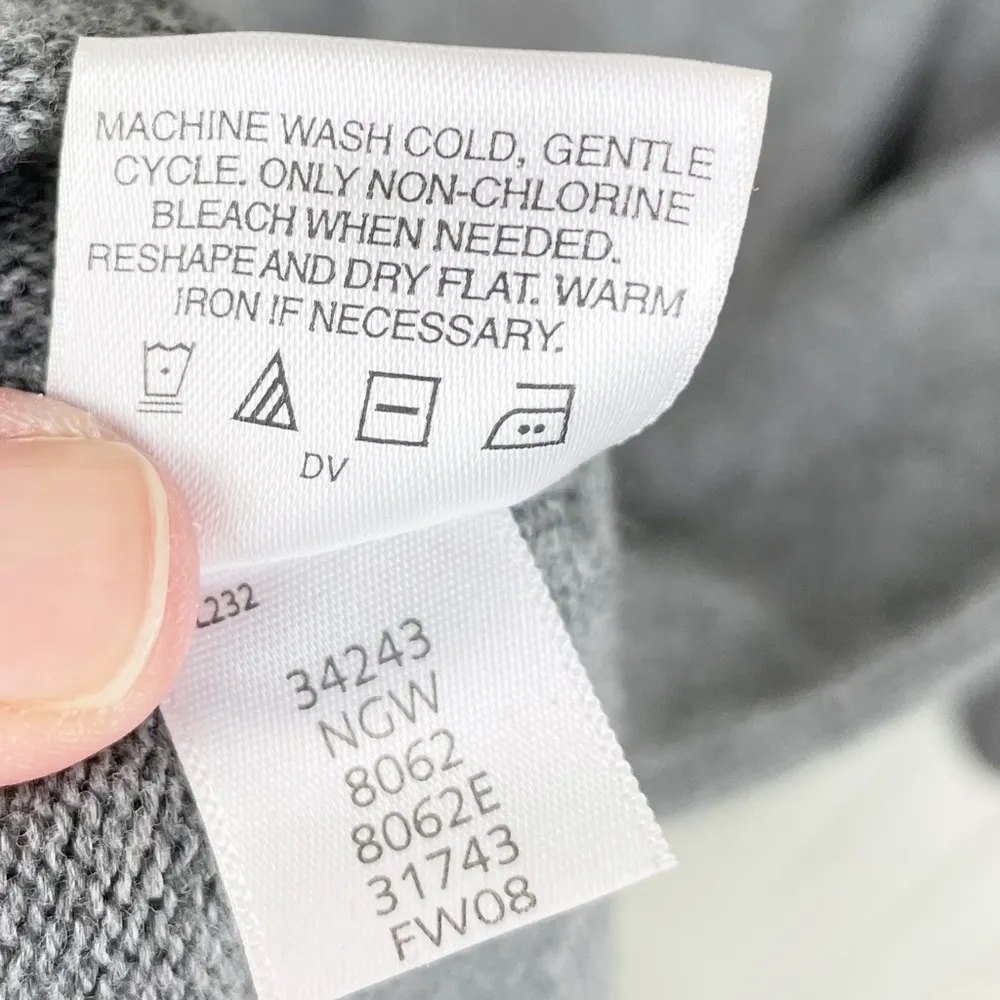 MACHINE WASH COLD, GENTLE
CYCLE. ONLY NON-CHLORINE
BLEACH WHEN NEEDED.
RESHAPE AND DRY FLAT. WARM
IRON IF NECESSARY.
DV
232
34243
NGW
8062
8062E
31743
FW08